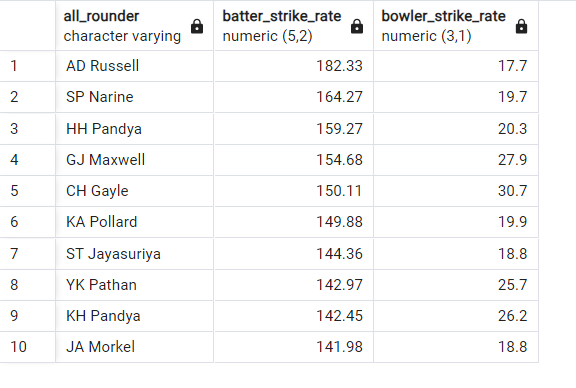 all_rounder batter_strike_rate bowler_strike_rate
character varying numeric (5,2) numeric (3,1)
1 AD Russell 182.33 17.7
2 SP Narine 164.27 19.7
3 HH Pandya 159.27 20.3
4 GJ Maxwell 154.68 27.9
5 CH Gayle 150.11 30.7
6 KA Pollard 149.88 19.9
7 ST Jayasuriya 144.36 18.8
8 YK Pathan 142.97 25.7
9 KH Pandya 142.45 26.2
10 JA Morkel 141.98 18.8